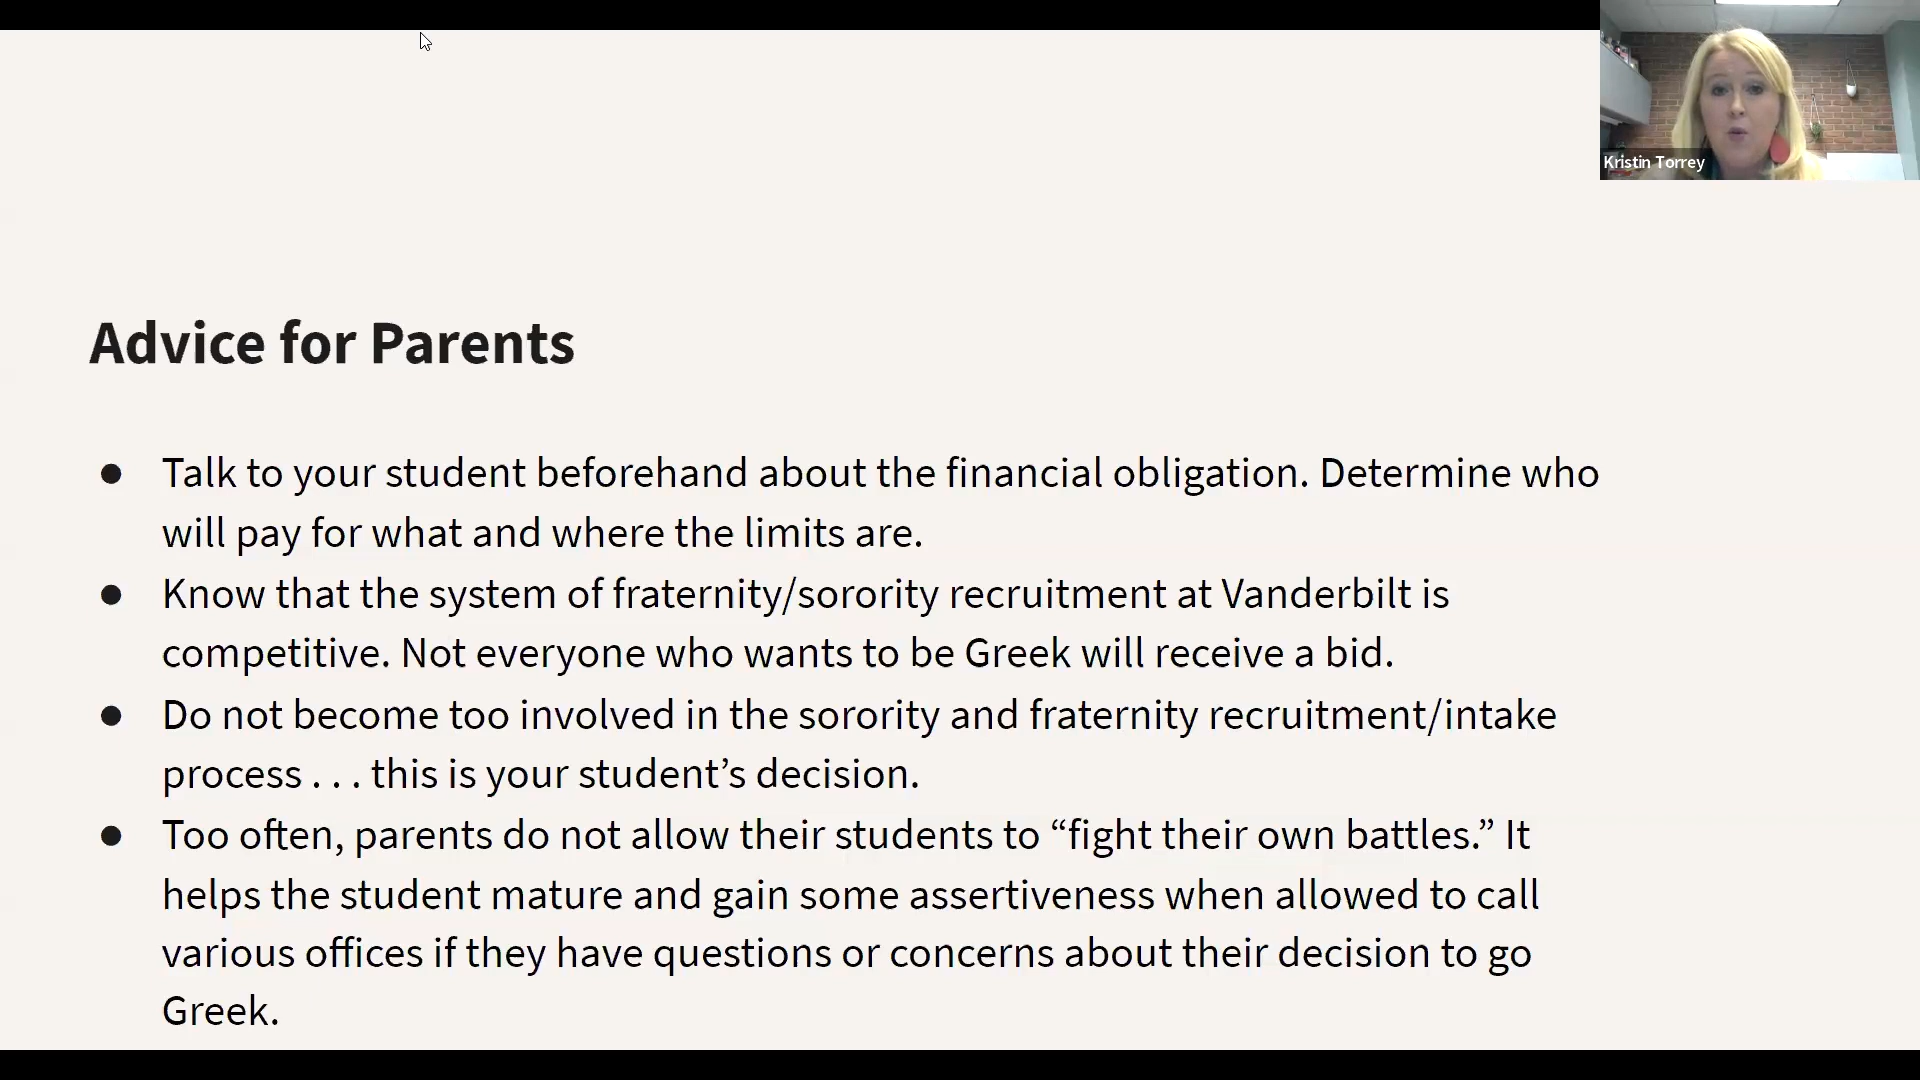 Kristin Torrey
Advice for Parents
● Talk to your student beforehand about the financial obligation. Determine who
will pay for what and where the limits are.
● Know that the system of fraternity/sorority recruitment at Vanderbilt is
competitive. Not everyone who wants to be Greek will receive a bid.
● Do not become too involved in the sorority and fraternity recruitment/intake
process . . . this is your student’s decision.
● Too often, parents do not allow their students to “fight their own battles.” It
helps the student mature and gain some assertiveness when allowed to call
various offices if they have questions or concerns about their decision to go
Greek.